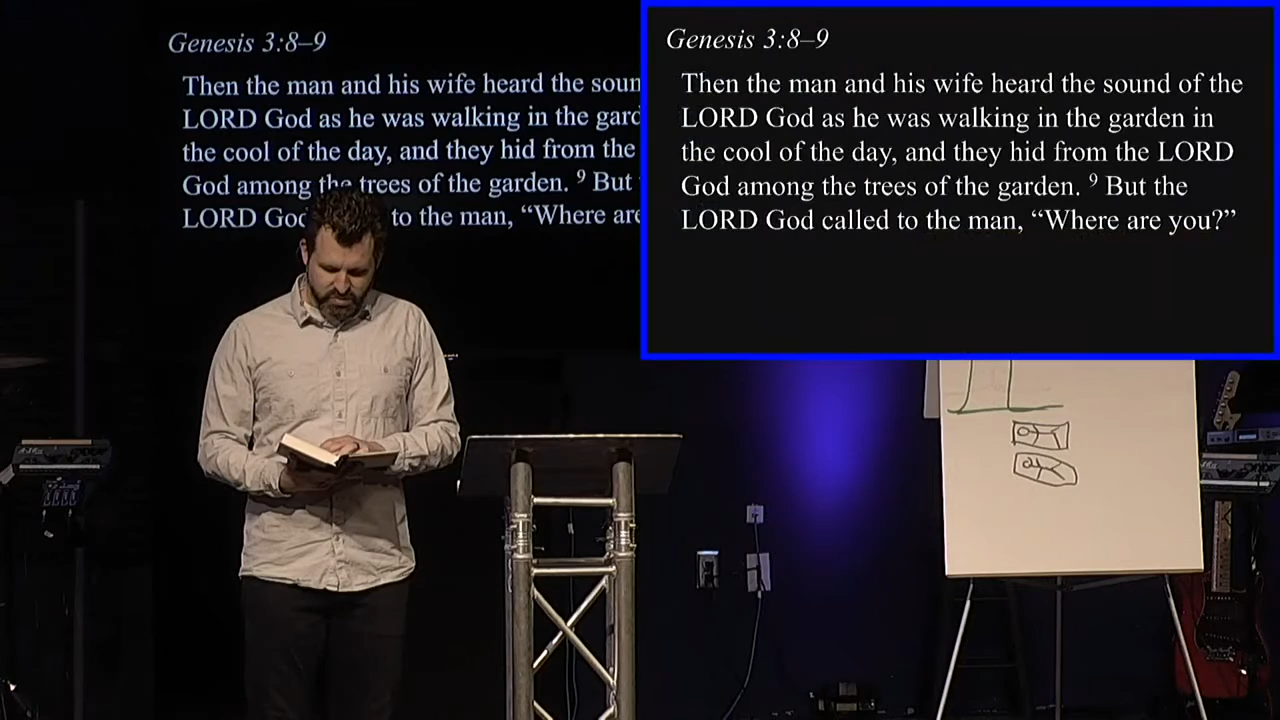 Genesis 3:8–9
Then the man and his wife heard the soun
LORD God as he was walking in the gard
the cool of the day, and they hid from the
God among the trees of the garden. ⁹ But
LORD God to the man, “Where are
Genesis 3:8–9
Then the man and his wife heard the sound of the
LORD God as he was walking in the garden in
the cool of the day, and they hid from the LORD
God among the trees of the garden. ⁹ But the
LORD God called to the man, “Where are you?”